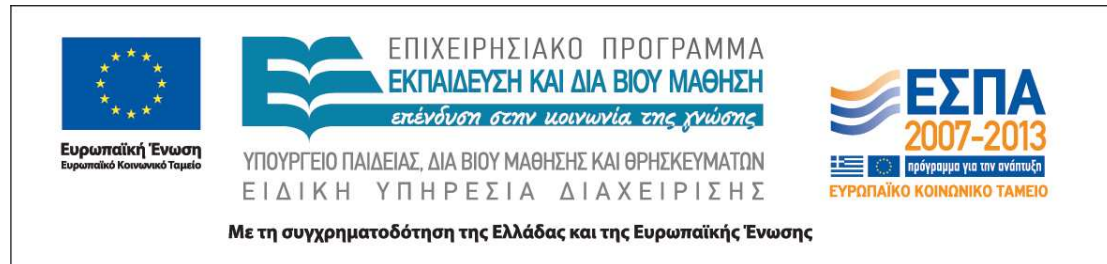 Ευρωπαϊκή Ένωση
Ευρωπαϊκό Κοινωνικό Ταμείο
ΕΠΙΧΕΙΡΗΣΙΑΚΟ ΠΡΟΓΡΑΜΜΑ
ΕΚΠΑΙΔΕΥΣΗ ΚΑΙ ΔΙΑ ΒΙΟΥ ΜΑΘΗΣΗ
επένδυση στην κοινωνία της γνώσης
ΥΠΟΥΡΓΕΙΟ ΠΑΙΔΕΙΑΣ, ΔΙΑ ΒΙΟΥ ΜΑΘΗΣΗΣ ΚΑΙ ΘΡΗΣΚΕΥΜΑΤΩΝ
ΕΙΔΙΚΗ ΥΠΗΡΕΣΙΑ ΔΙΑΧΕΙΡΙΣΗΣ
ΕΣΠΑ
2007-2013
πρόγραμμα για την ανάπτυξη
ΕΥΡΩΠΑΪΚΟ ΚΟΙΝΩΝΙΚΟ ΤΑΜΕΙΟ
Με τη συγχρηματοδότηση της Ελλάδας και της Ευρωπαϊκής Ένωσης